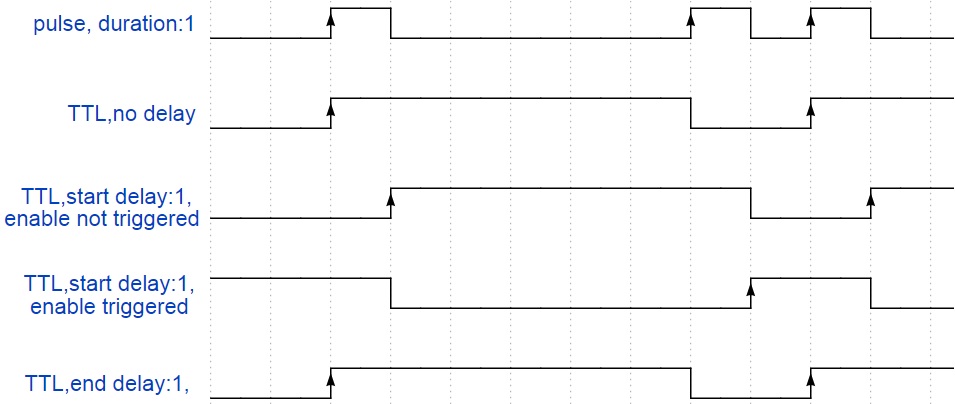 pulse, duration:1
TTL,no delay
TTL,start delay:1,
enable not triggered
TTL,start delay:1,
enable triggered
TTL,end delay:1,